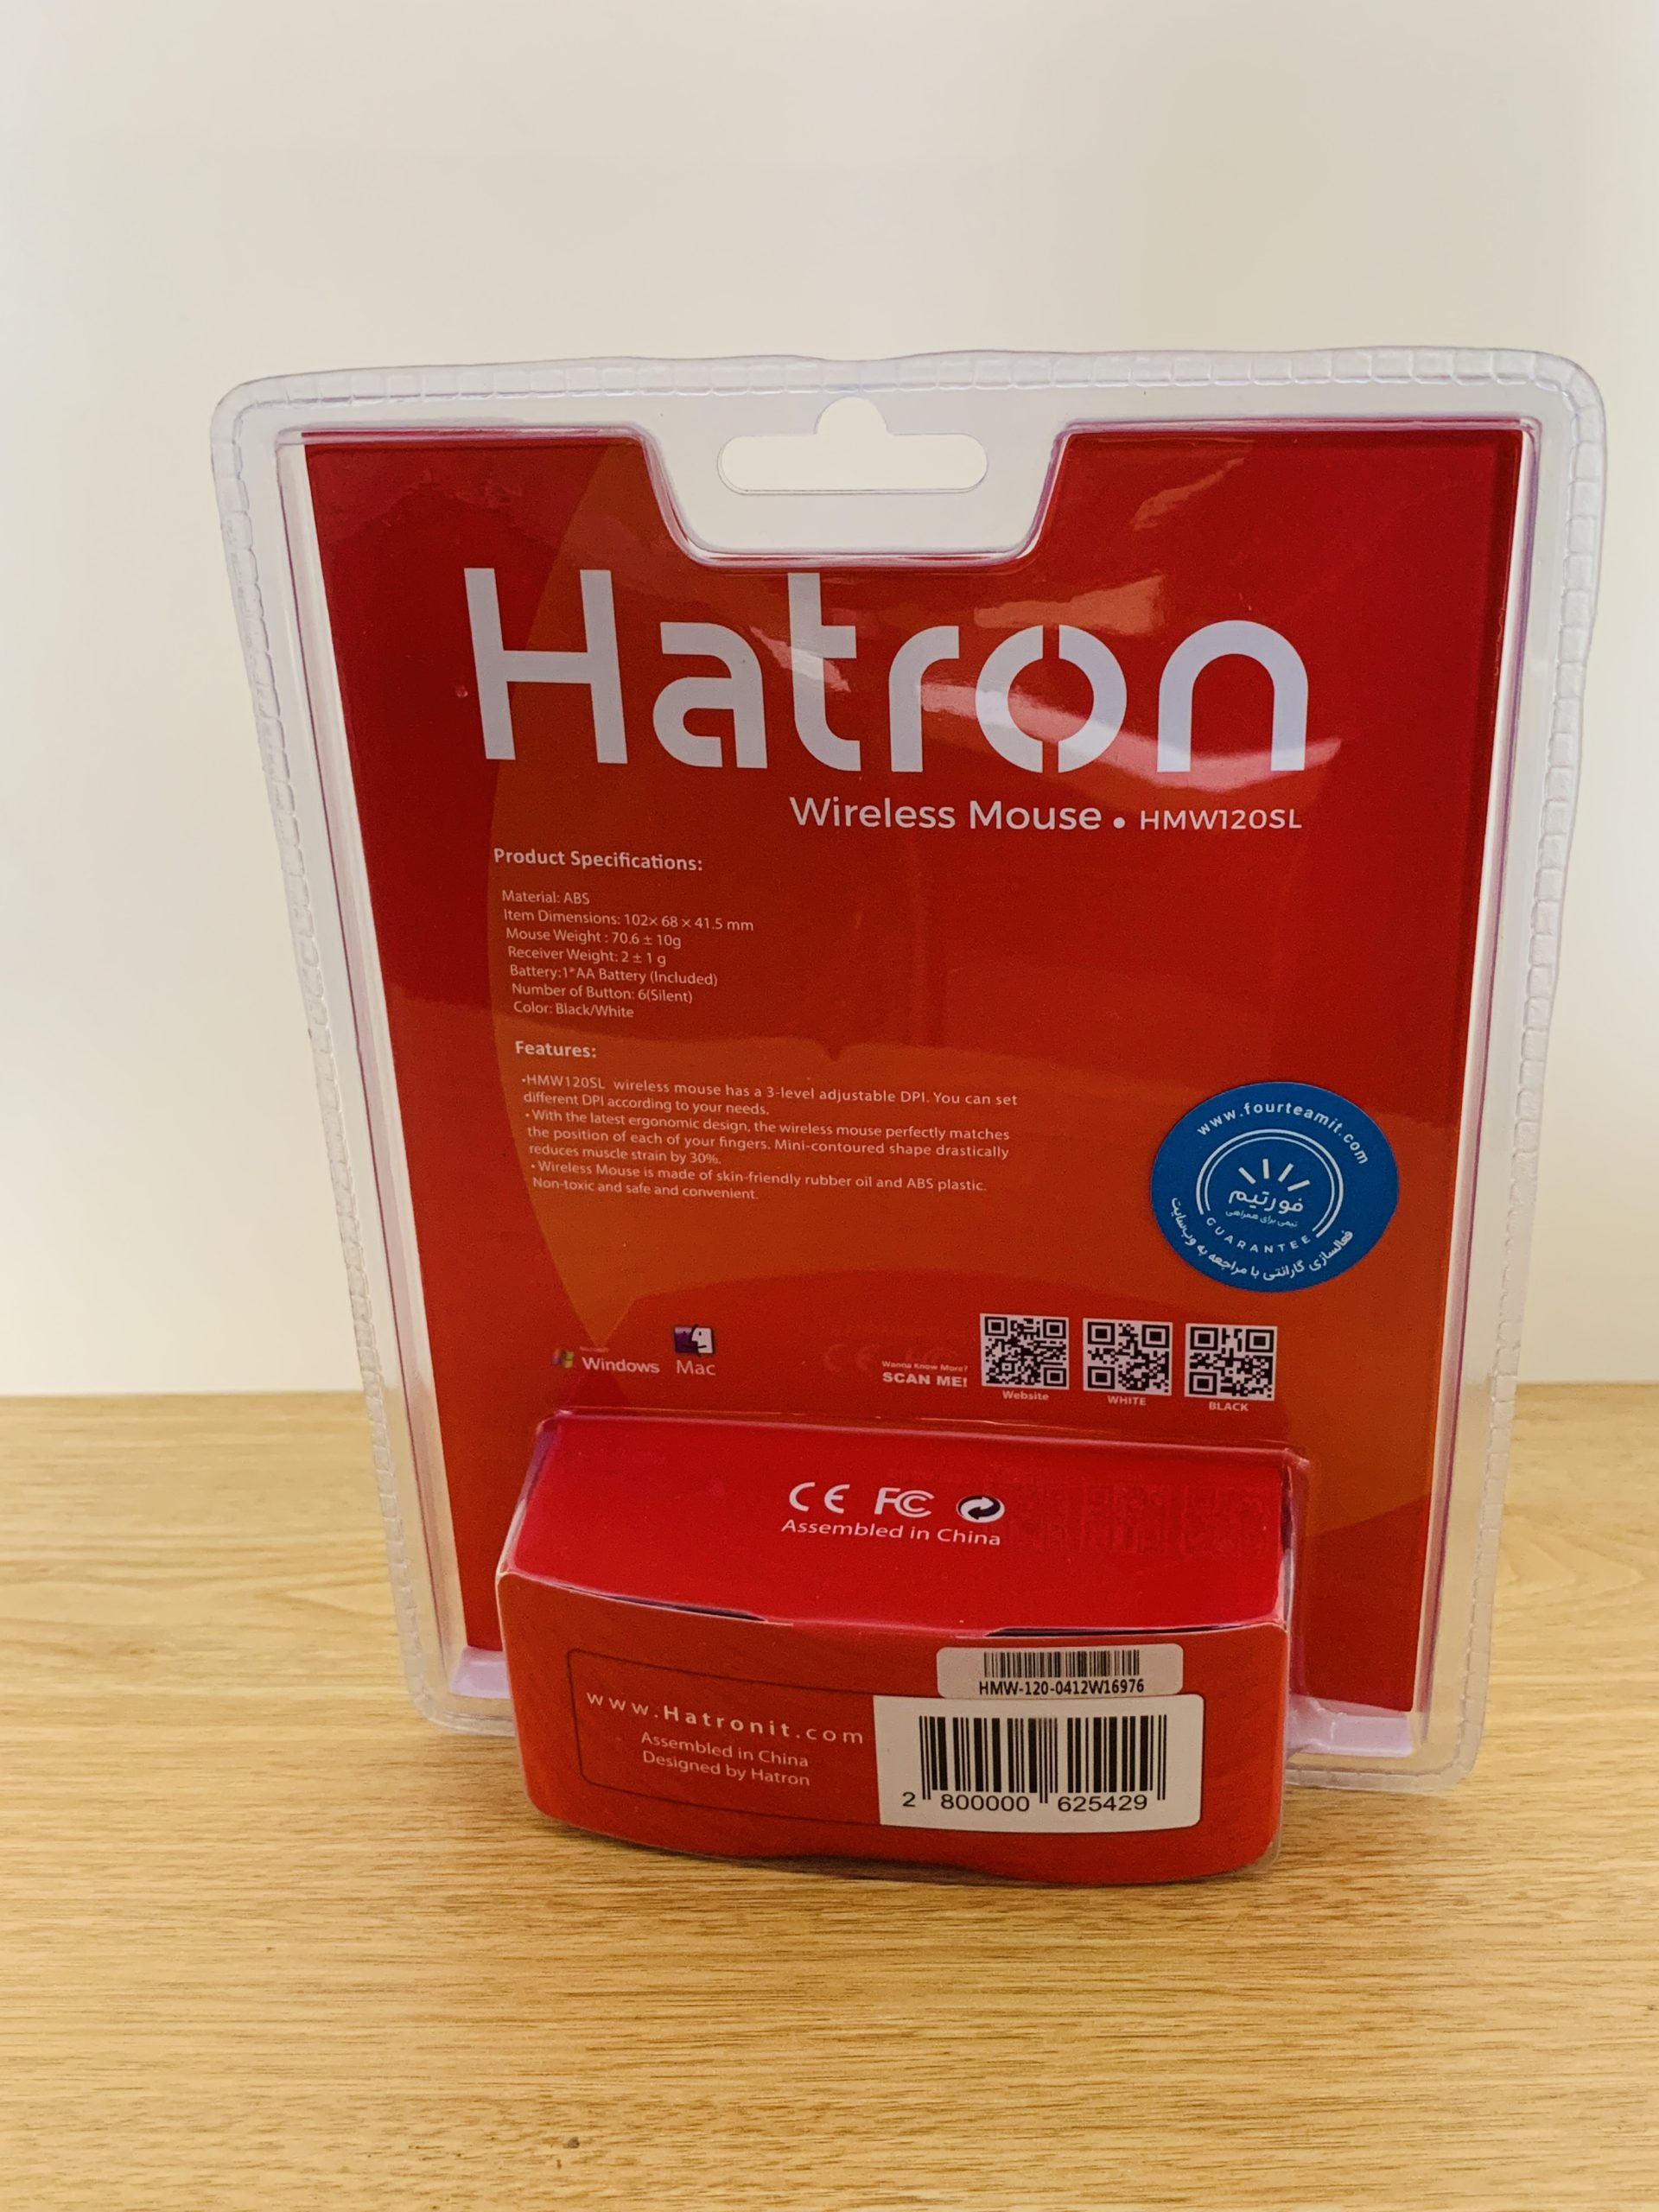 Hatron
Wireless Mouse • HMW120SL
Product Specifications:
Material: ABS
Item Dimensions: 102× 68 × 41.5 mm
Mouse Weight : 70.6 ± 10g
Receiver Weight: 2 ± 1 g
Battery:1*AA Battery (Included)
Number of Button: 6(Silent)
Color: Black/White
Features:
•HMW120SL wireless mouse has a 3-level adjustable DPI. You can set
different DPI according to your needs.
• With the latest ergonomic design, the wireless mouse perfectly matches
the position of each of your fingers. Mini-contoured shape drastically
reduces muscle strain by 30%.
• Wireless Mouse is made of skin-friendly rubber oil and ABS plastic.
Non-toxic and safe and convenient.
www.fourteamit.com
فورتیم
تیمی برای همراهی
GUARANTEE
فعالسازی گارانتی با مراجعه به وب‌سایت
Windows
Mac
Wanna Know More?
SCAN ME!
Website
WHITE
BLACK
CE FC
Assembled in China
HMW-120-0412W16976
www.Hatronit.com
Assembled in China
Designed by Hatron
2 800000 625429